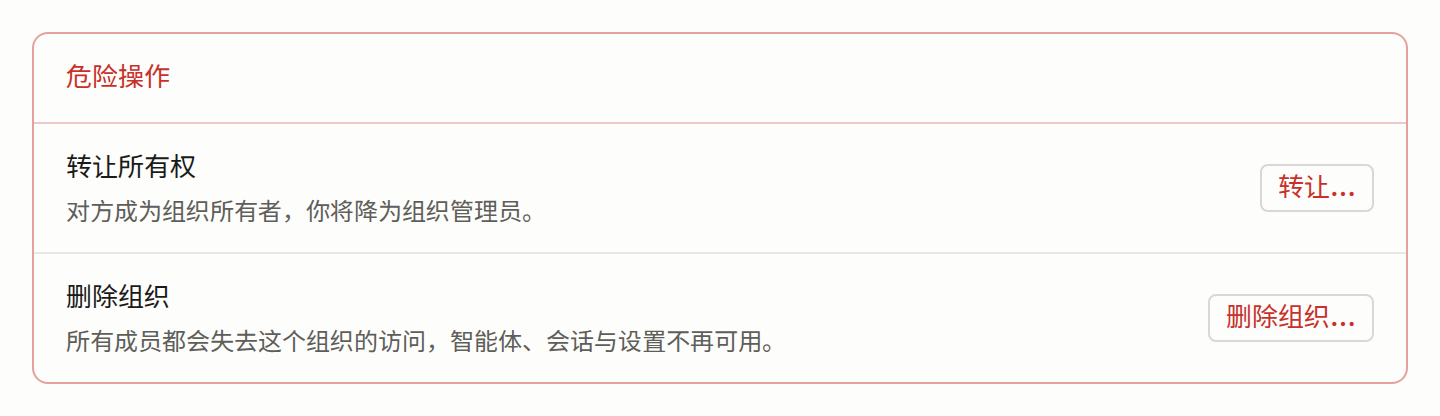 危险操作
转让所有权
对方成为组织所有者，你将降为组织管理员。
转让...
删除组织
所有成员都会失去这个组织的访问，智能体、会话与设置不再可用。
删除组织...